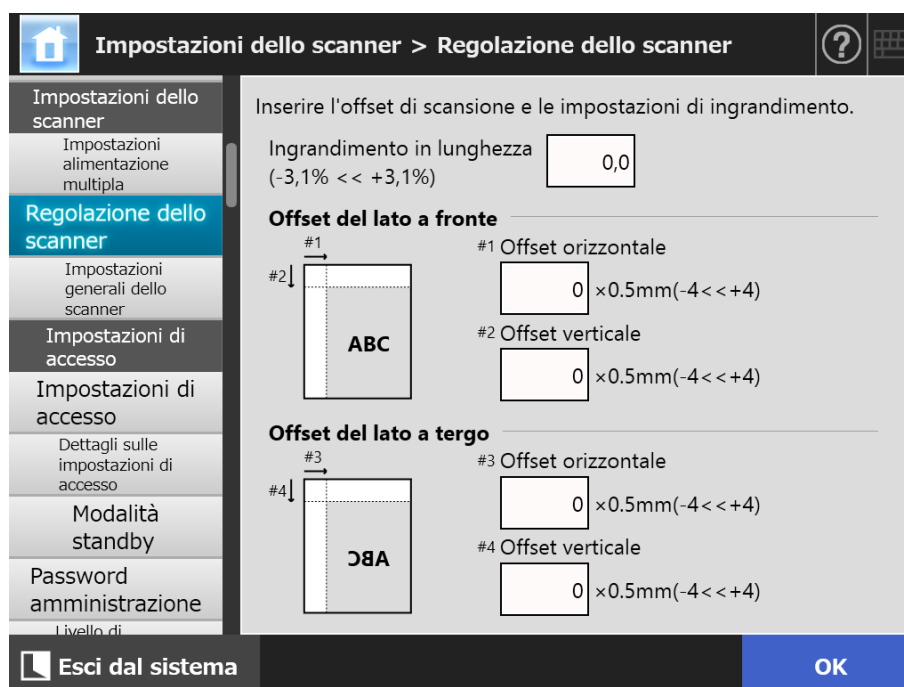 Impostazioni dello scanner > Regolazione dello scanner
?
Impostazioni dello
scanner
Impostazioni
alimentazione
multipla
Regolazione dello
scanner
Impostazioni
generali dello
scanner
Impostazioni di
accesso
Impostazioni di
accesso
Dettagli sulle
impostazioni di
accesso
Modalità
standby
Password
amministrazione
Livello di
Inserire l'offset di scansione e le impostazioni di ingrandimento.
Ingrandimento in lunghezza
(-3,1% << +3,1%)
0,0
Offset del lato a fronte
#1
#2
ABC
#1 Offset orizzontale
0 ×0.5mm(-4<<+4)
#2 Offset verticale
0 ×0.5mm(-4<<+4)
Offset del lato a tergo
#3
#4
ABC
#3 Offset orizzontale
0 ×0.5mm(-4<<+4)
#4 Offset verticale
0 ×0.5mm(-4<<+4)
Esci dal sistema
OK